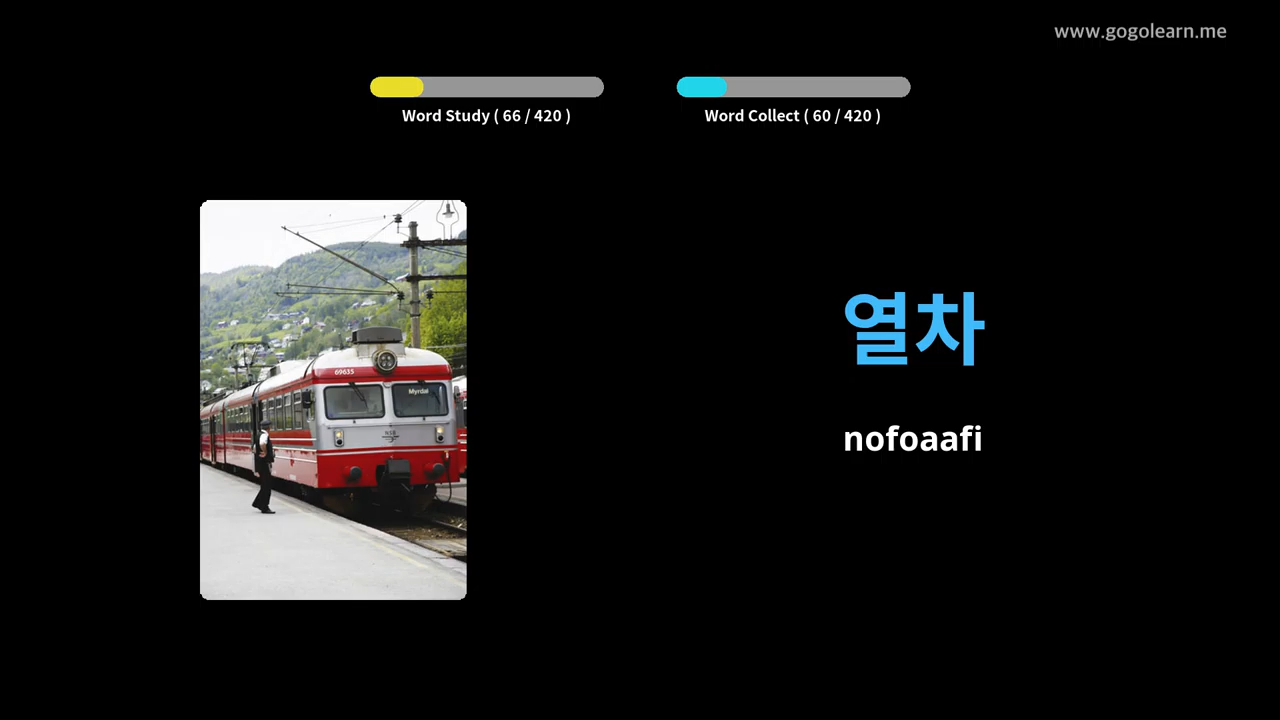 www.gogolearn.me
Word Study ( 66 / 420 )
Word Collect ( 60 / 420 )
69635
Myrdal
NSB
열차
nofoaafi